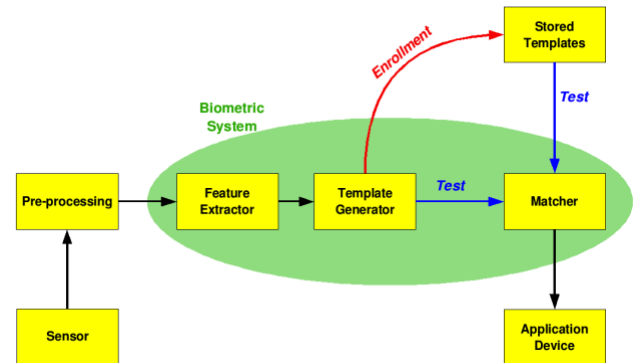 Stored
Templates
Enrollment
Test
Biometric
System
Pre-processing
Feature
Extractor
Template
Generator
Test
Matcher
Sensor
Application
Device